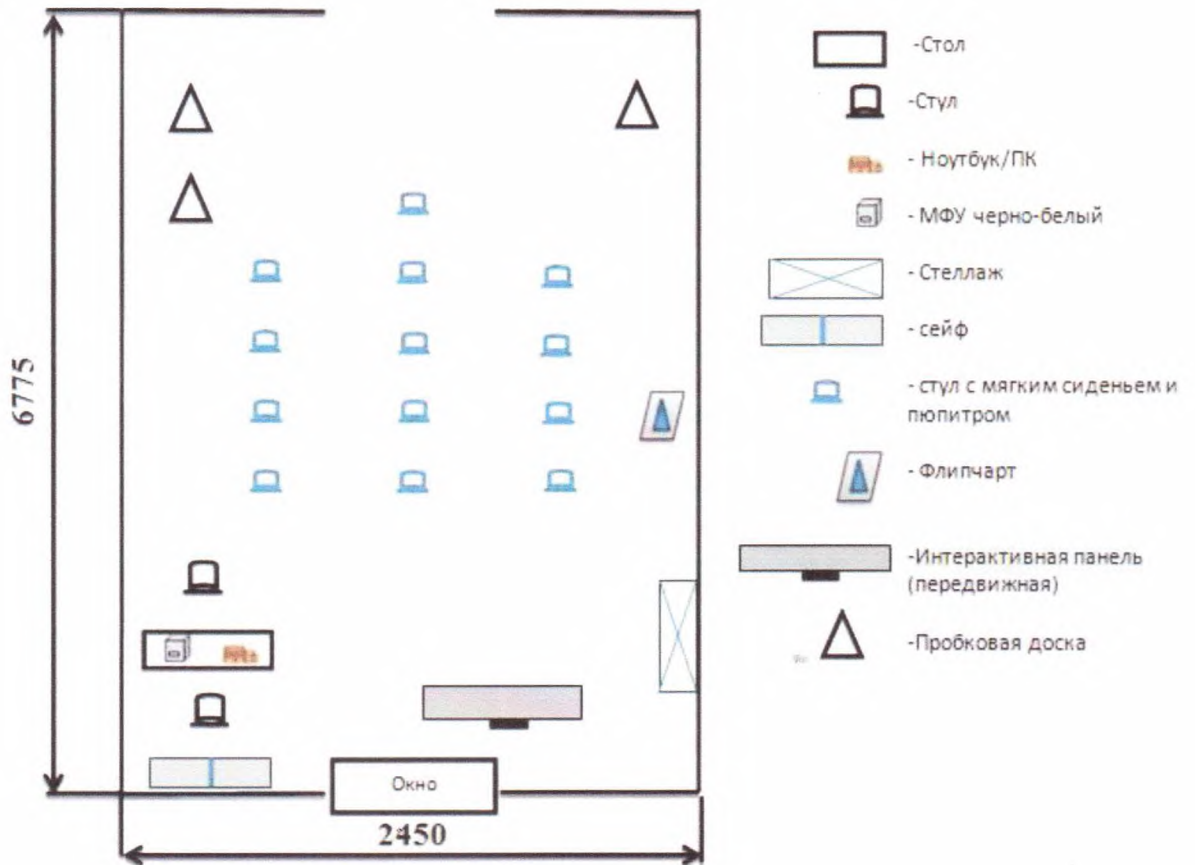 -Стол
-Стул
- Ноутбук/ПК
- МФУ черно-белый
- Стеллаж
- сейф
- стул с мягким сиденьем и
пюпитром
- Флипчарт
-Интерактивная панель
(передвижная)
-Пробковая доска
6775
Окно
2450